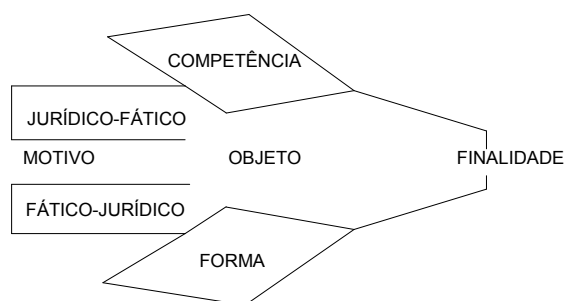 COMPETÊNCIA
JURÍDICO-FÁTICO
MOTIVO OBJETO FINALIDADE
FÁTICO-JURÍDICO
FORMA